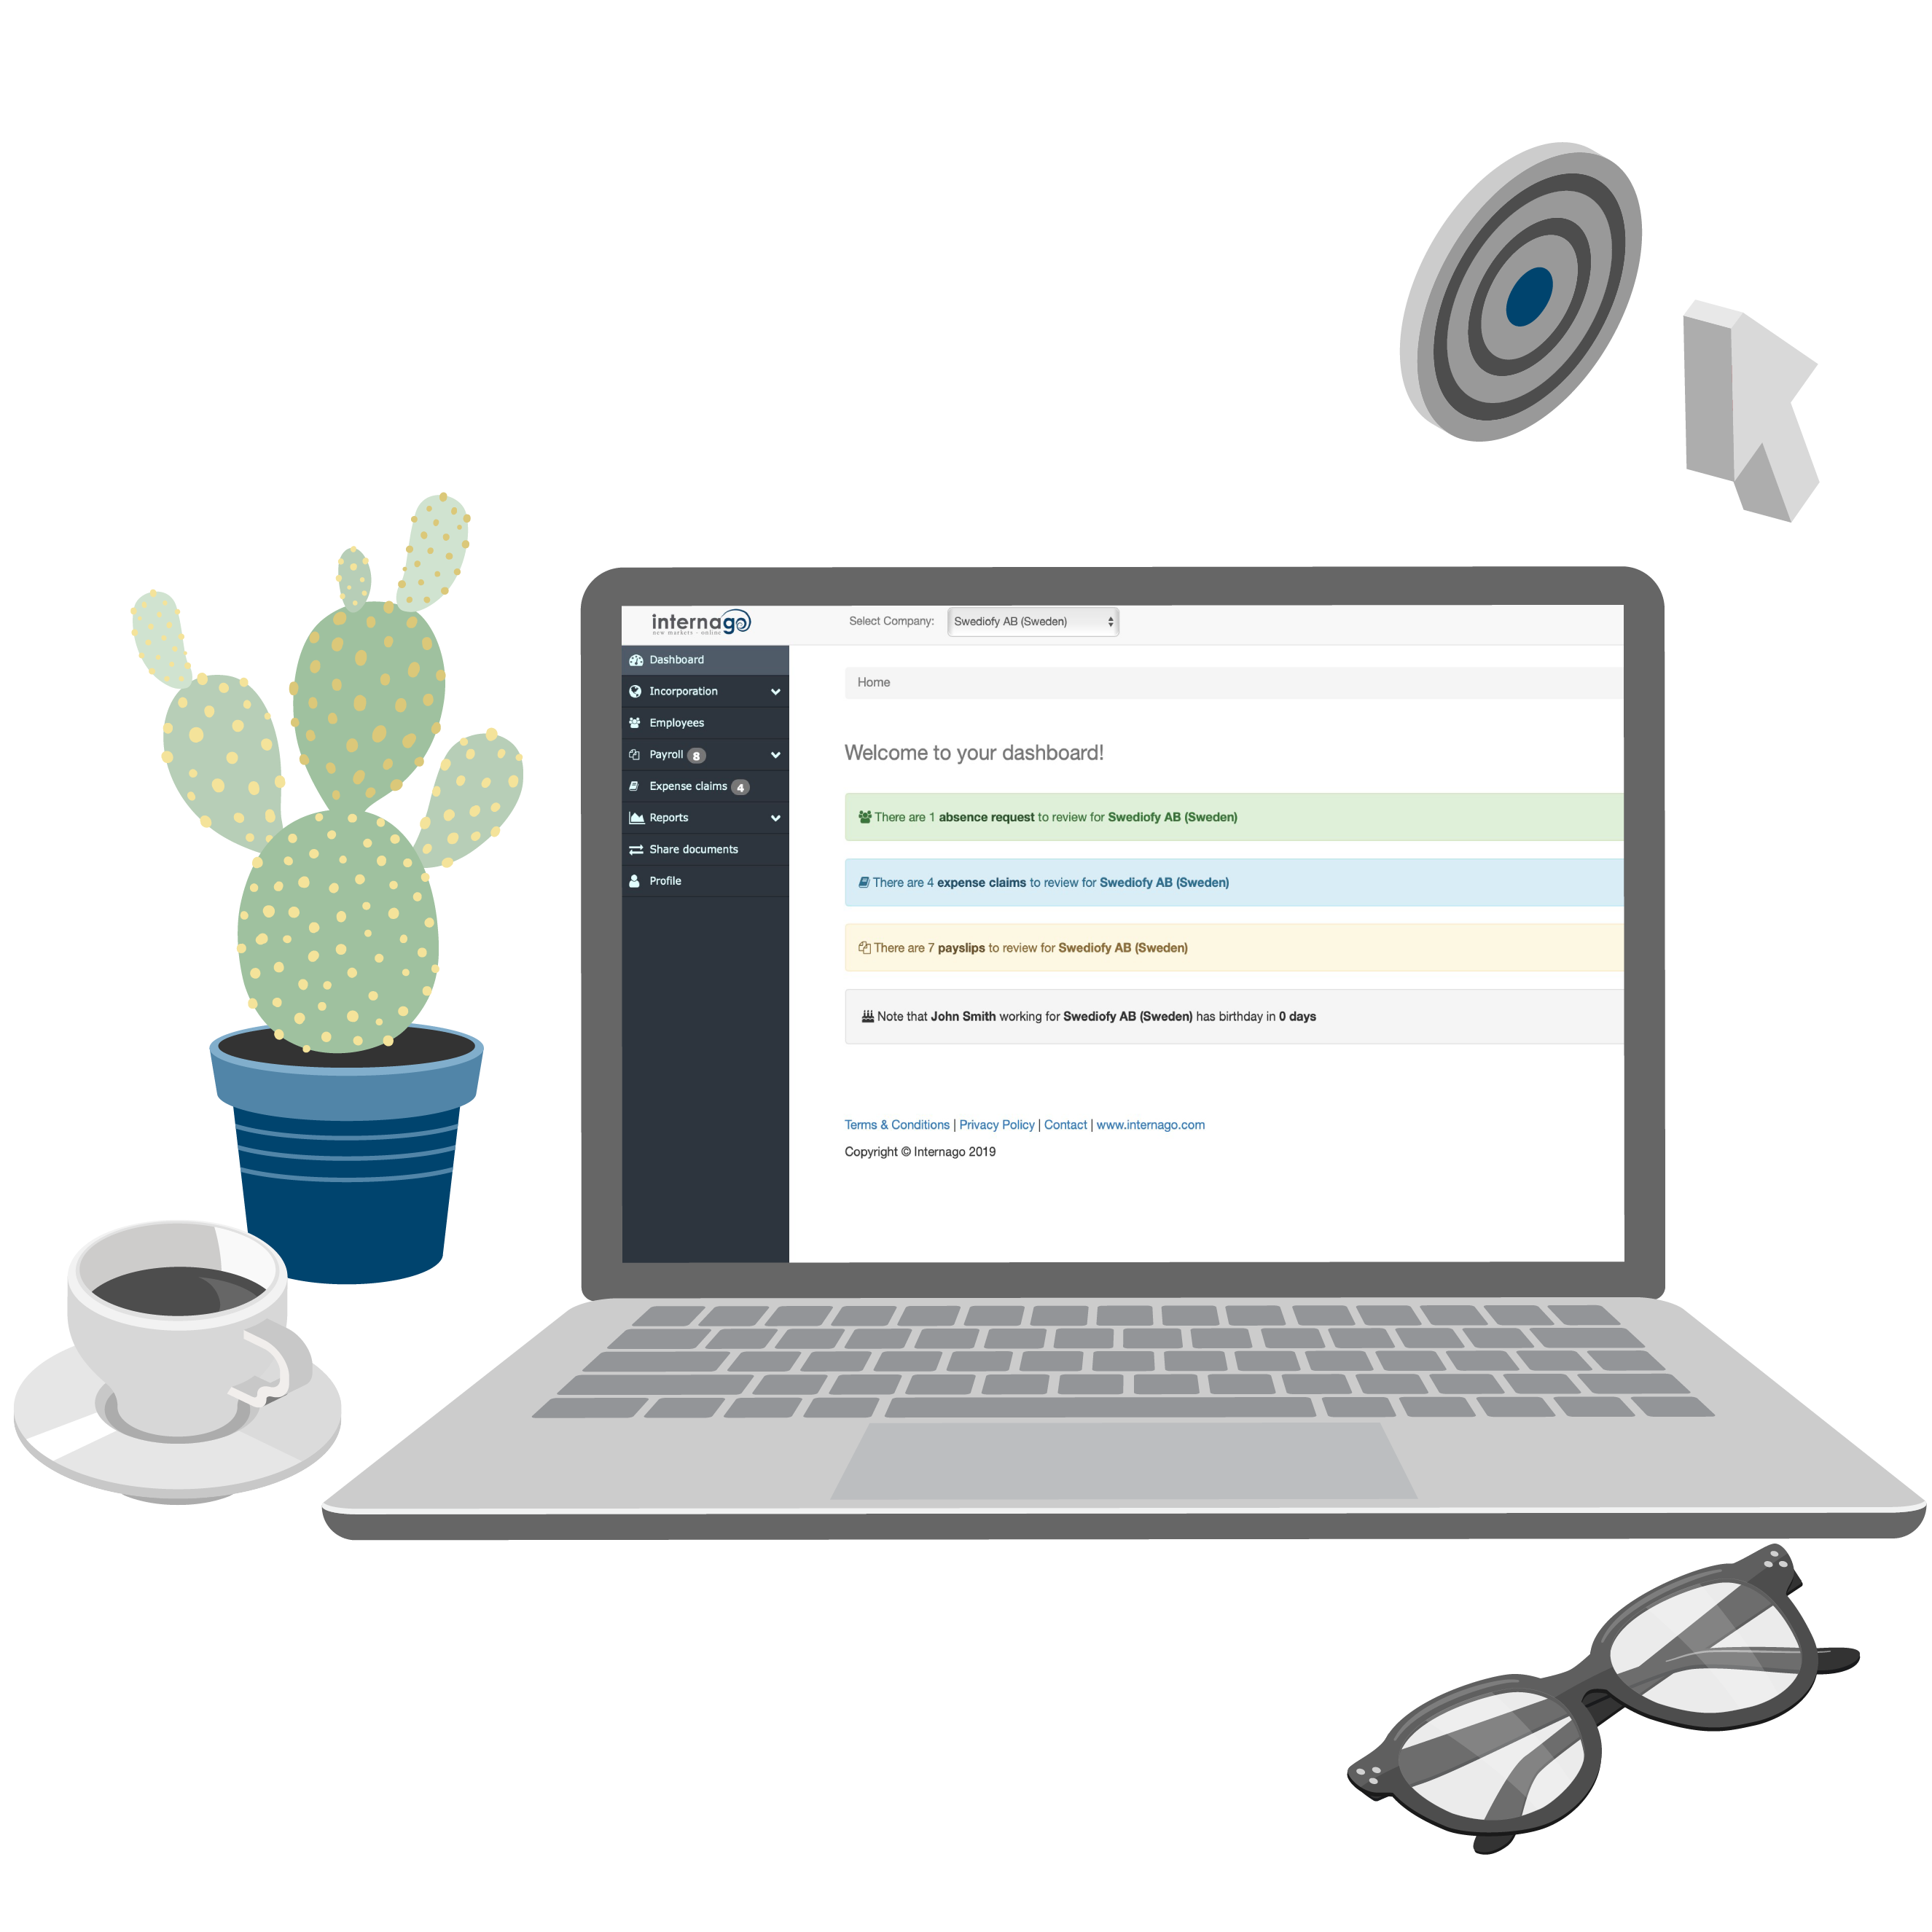 internago
new markets - online
Select Company: Swediofy AB (Sweden)
Dashboard
Incorporation
Employees
Payroll 8
Expense claims 4
Reports
Share documents
Profile
Home
Welcome to your dashboard!
There are 1 absence request to review for Swediofy AB (Sweden)
There are 4 expense claims to review for Swediofy AB (Sweden)
There are 7 payslips to review for Swediofy AB (Sweden)
Note that John Smith working for Swediofy AB (Sweden) has birthday in 0 days
Terms & Conditions | Privacy Policy | Contact | www.internago.com
Copyright © Internago 2019